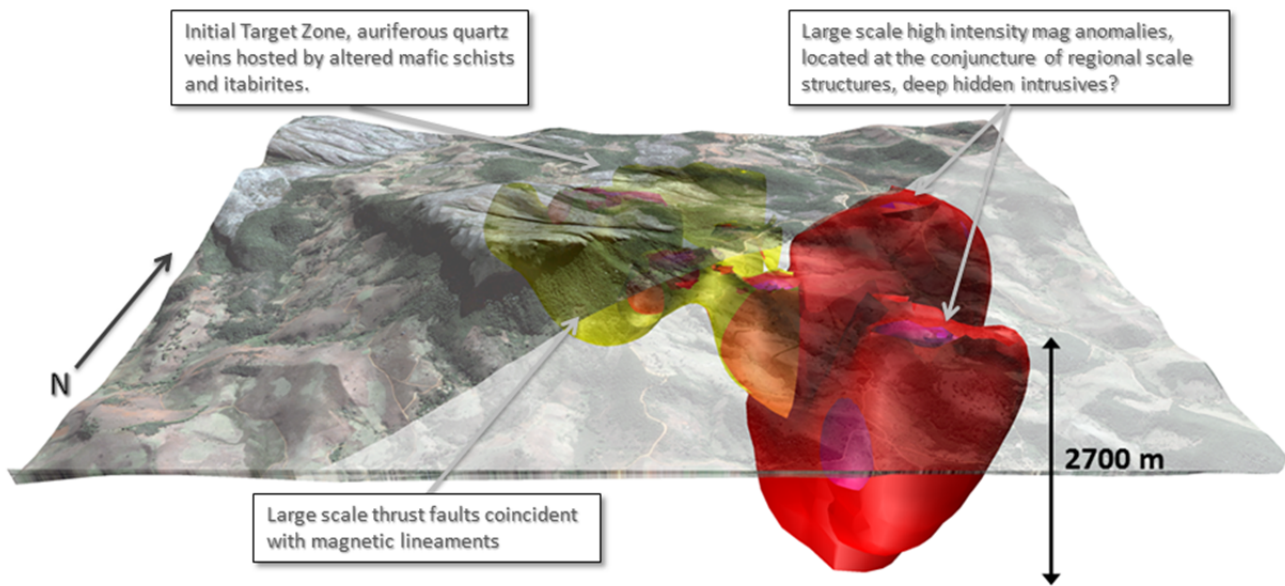 Initial Target Zone, auriferous quartz
veins hosted by altered mafic schists
and itabirites.
Large scale high intensity mag anomalies,
located at the conjuncture of regional scale
structures, deep hidden intrusives?
N
2700 m
Large scale thrust faults coincident
with magnetic lineaments